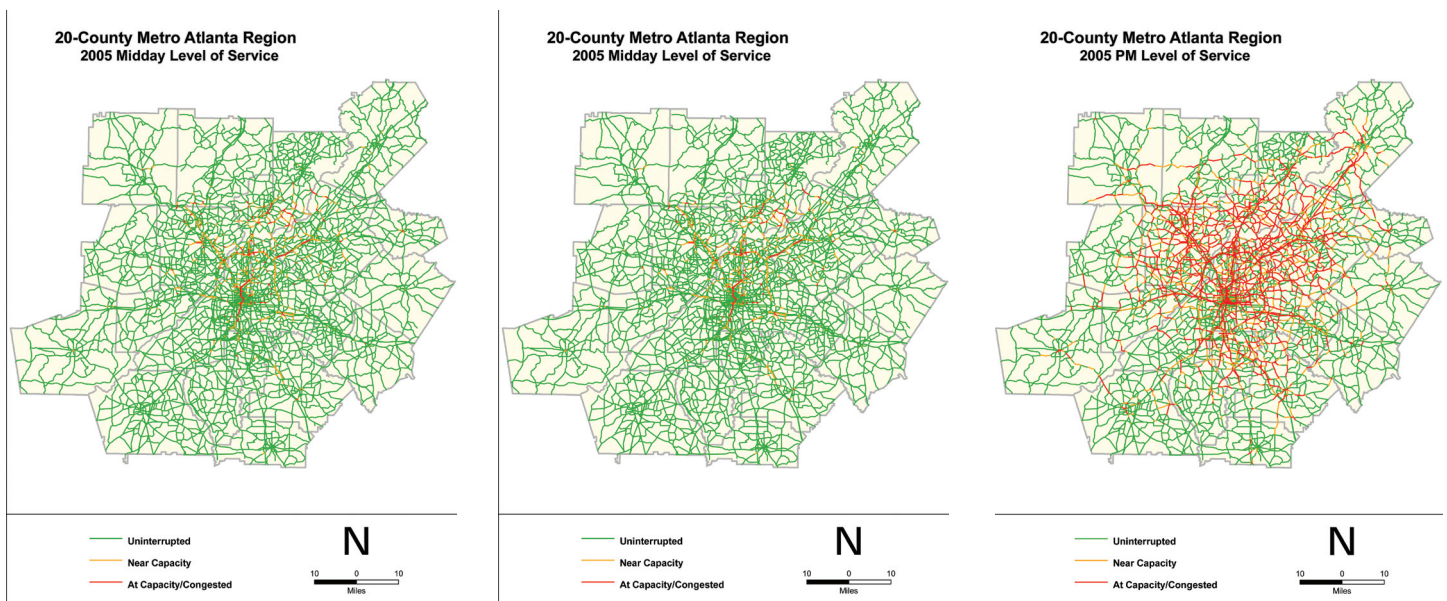 20-County Metro Atlanta Region
2005 Midday Level of Service
Uninterrupted
Near Capacity
At Capacity/Congested
N
10 0 10
Miles
20-County Metro Atlanta Region
2005 Midday Level of Service
Uninterrupted
Near Capacity
At Capacity/Congested
N
10 0 10
Miles
20-County Metro Atlanta Region
2005 PM Level of Service
Uninterrupted
Near Capacity
At Capacity/Congested
N
10 0 10
Miles